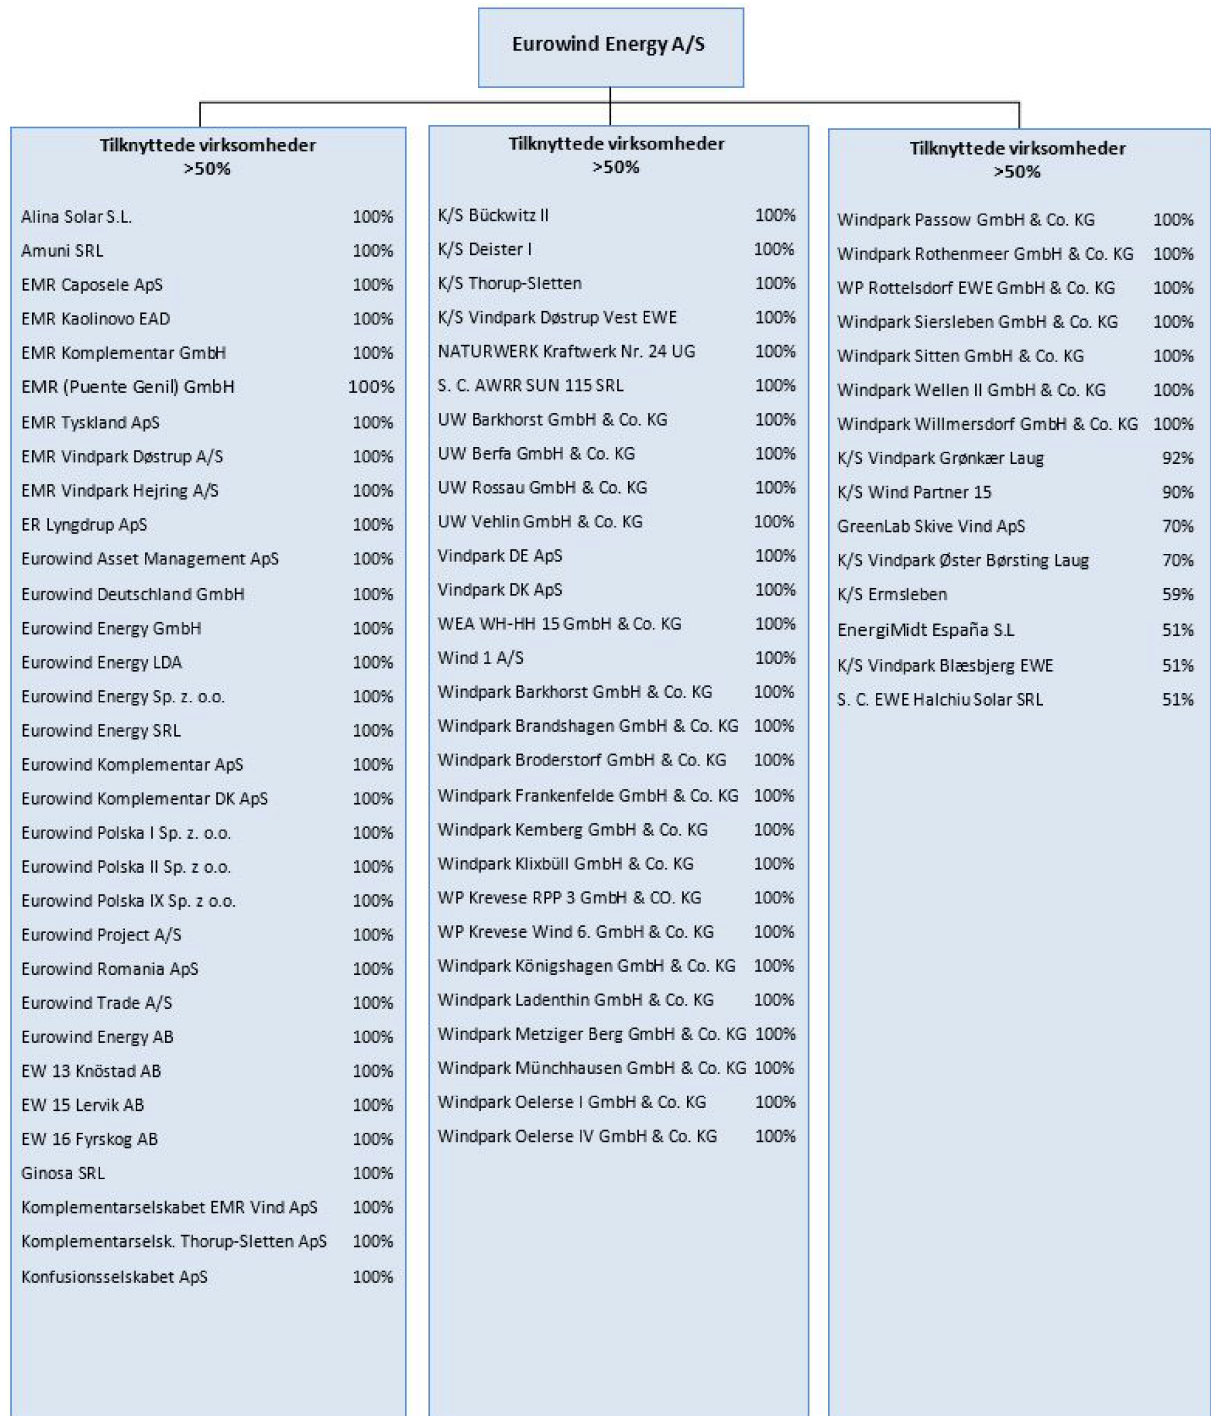 Eurowind Energy A/S
Tilknyttede virksomheder
>50%
Alina Solar S.L. 100%
Amuni SRL 100%
EMR Caposele ApS 100%
EMR Kaolinovo EAD 100%
EMR Komplementar GmbH 100%
EMR (Puente Genil) GmbH 100%
EMR Tyskland ApS 100%
EMR Vindpark Døstrup A/S 100%
EMR Vindpark Hejring A/S 100%
ER Lyngdrup ApS 100%
Eurowind Asset Management ApS 100%
Eurowind Deutschland GmbH 100%
Eurowind Energy GmbH 100%
Eurowind Energy LDA 100%
Eurowind Energy Sp. z. o.o. 100%
Eurowind Energy SRL 100%
Eurowind Komplementar ApS 100%
Eurowind Komplementar DK ApS 100%
Eurowind Polska I Sp. z. o.o. 100%
Eurowind Polska II Sp. z o.o. 100%
Eurowind Polska IX Sp. z o.o. 100%
Eurowind Project A/S 100%
Eurowind Romania ApS 100%
Eurowind Trade A/S 100%
Eurowind Energy AB 100%
EW 13 Knöstad AB 100%
EW 15 Lervik AB 100%
EW 16 Fyrskog AB 100%
Ginosa SRL 100%
Komplementarselskabet EMR Vind ApS 100%
Komplementarselsk. Thorup-Sletten ApS 100%
Konfusionsselskabet ApS 100%
Tilknyttede virksomheder
>50%
K/S Bückwitz II 100%
K/S Deister I 100%
K/S Thorup-Sletten 100%
K/S Vindpark Døstrup Vest EWE 100%
NATURWERK Kraftwerk Nr. 24 UG 100%
S. C. AWRR SUN 115 SRL 100%
UW Barkhorst GmbH & Co. KG 100%
UW Berfa GmbH & Co. KG 100%
UW Rossau GmbH & Co. KG 100%
UW Vehlin GmbH & Co. KG 100%
Vindpark DE ApS 100%
Vindpark DK ApS 100%
WEA WH-HH 15 GmbH & Co. KG 100%
Wind 1 A/S 100%
Windpark Barkhorst GmbH & Co. KG 100%
Windpark Brandshagen GmbH & Co. KG 100%
Windpark Broderstorf GmbH & Co. KG 100%
Windpark Frankenfelde GmbH & Co. KG 100%
Windpark Kemberg GmbH & Co. KG 100%
Windpark Klixbüll GmbH & Co. KG 100%
WP Krevese RPP 3 GmbH & CO. KG 100%
WP Krevese Wind 6. GmbH & Co. KG 100%
Windpark Königshagen GmbH & Co. KG 100%
Windpark Ladenthin GmbH & Co. KG 100%
Windpark Metziger Berg GmbH & Co. KG 100%
Windpark Münchhausen GmbH & Co. KG 100%
Windpark Oelerse I GmbH & Co. KG 100%
Windpark Oelerse IV GmbH & Co. KG 100%
Tilknyttede virksomheder
>50%
Windpark Passow GmbH & Co. KG 100%
Windpark Rothenmeer GmbH & Co. KG 100%
WP Rottelsdorf EWE GmbH & Co. KG 100%
Windpark Siersleben GmbH & Co. KG 100%
Windpark Sitten GmbH & Co. KG 100%
Windpark Wellen II GmbH & Co. KG 100%
Windpark Willmersdorf GmbH & Co. KG 100%
K/S Vindpark Grønkær Laug 92%
K/S Wind Partner 15 90%
GreenLab Skive Vind ApS 70%
K/S Vindpark Øster Børsting Laug 70%
K/S Ermsleben 59%
EnergiMidt España S.L 51%
K/S Vindpark Blæsbjerg EWE 51%
S. C. EWE Halchiu Solar SRL 51%